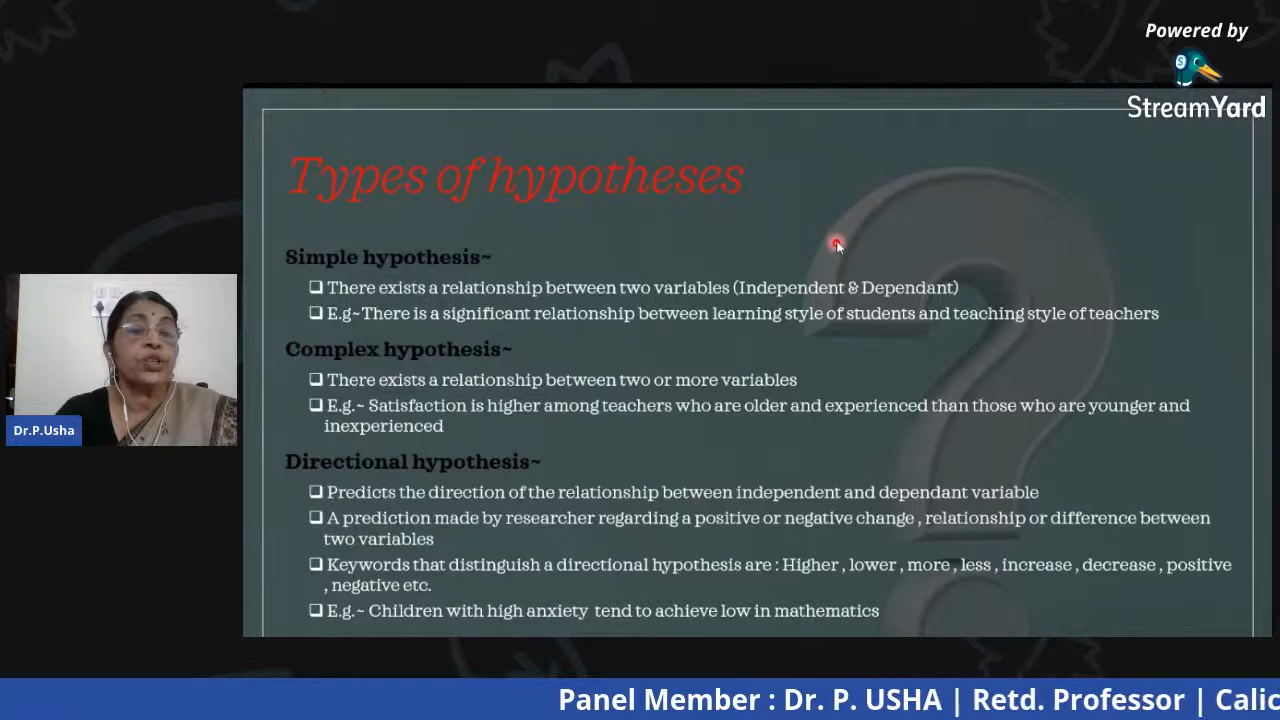 Powered by
StreamYard
Types of hypotheses
Simple hypothesis~
❑ There exists a relationship between two variables (Independent & Dependant)
❑ E.g~There is a significant relationship between learning style of students and teaching style of teachers
Complex hypothesis~
❑ There exists a relationship between two or more variables
❑ E.g.~ Satisfaction is higher among teachers who are older and experienced than those who are younger and
inexperienced
Directional hypothesis~
❑ Predicts the direction of the relationship between independent and dependant variable
❑ A prediction made by researcher regarding a positive or negative change , relationship or difference between
two variables
❑ Keywords that distinguish a directional hypothesis are : Higher , lower , more , less , increase , decrease , positive
, negative etc.
❑ E.g.~ Children with high anxiety tend to achieve low in mathematics
Dr.P.Usha
Panel Member : Dr. P. USHA | Retd. Professor | Calic